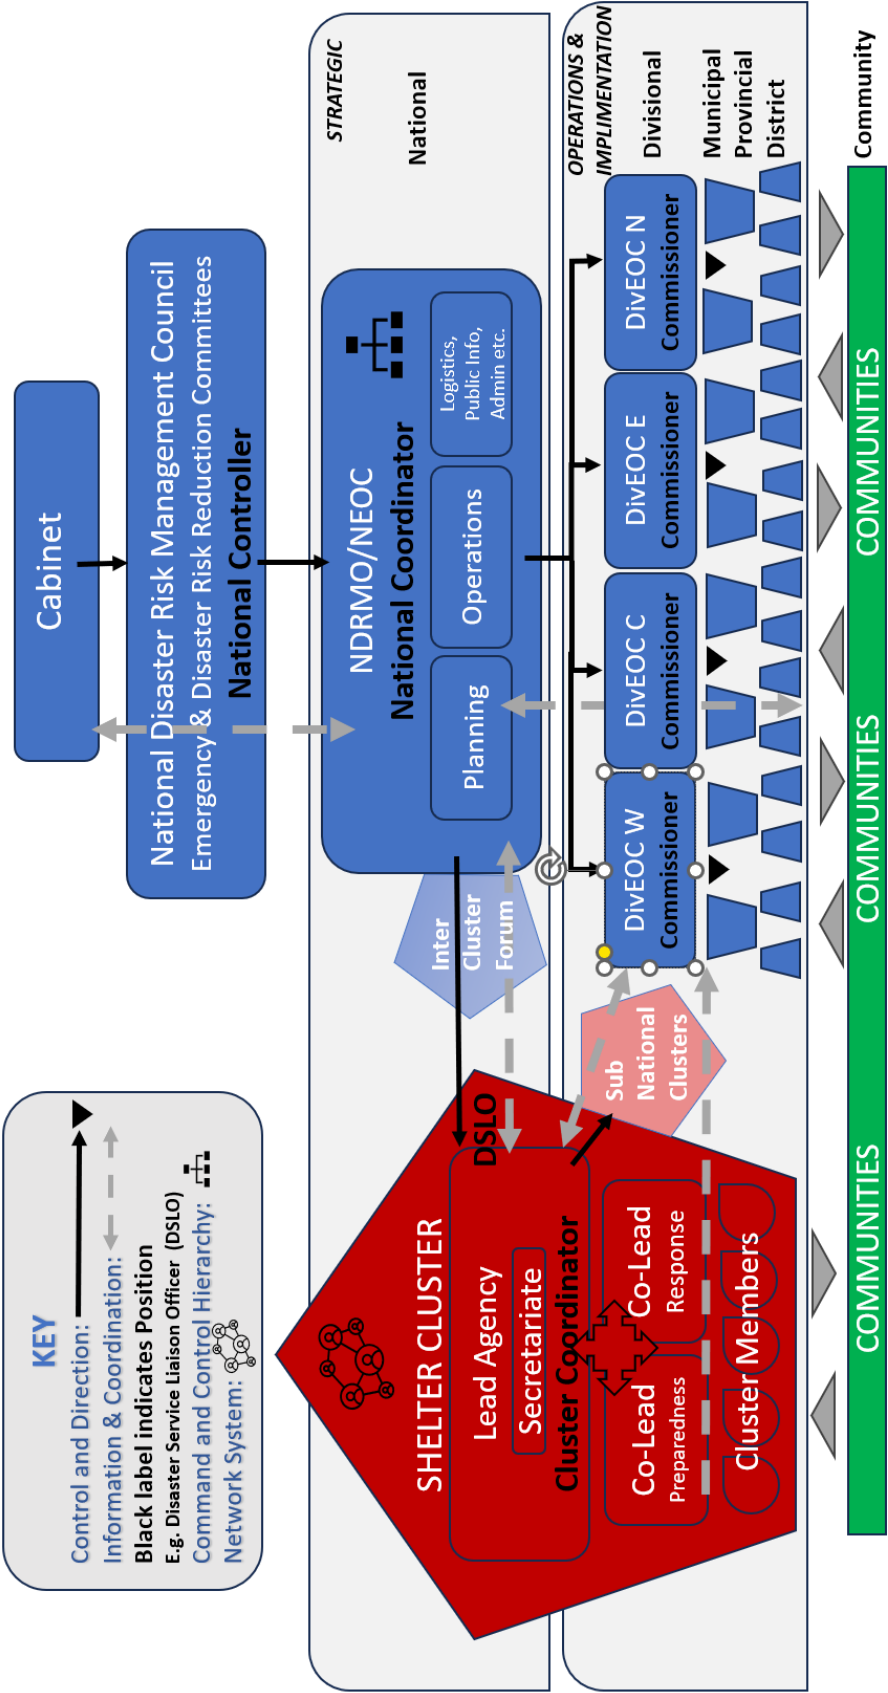 KEY
Control and Direction:
Information & Coordination:
Black label indicates Position
E.g. Disaster Service Liaison Officer (DSLO)
Command and Control Hierarchy:
Network System:
Cabinet
National Disaster Risk Management Council
Emergency & Disaster Risk Reduction Committees
National Controller
STRATEGIC
National
NDRMO/NEOC
National Coordinator
Planning
Operations
Logistics,
Public Info,
Admin etc.
Inter
Cluster
Forum
SHELTER CLUSTER
DSLO
Lead Agency
Secretariate
Cluster Coordinator
Co-Lead
Preparedness
Co-Lead
Response
Cluster Members
Sub
National
Clusters
OPERATIONS &
IMPLIMENTATION
Divisional
DivEOC W
Commissioner
DivEOC C
Commissioner
DivEOC E
Commissioner
DivEOC N
Commissioner
Municipal
Provincial
District
Community
COMMUNITIES
COMMUNITIES
COMMUNITIES